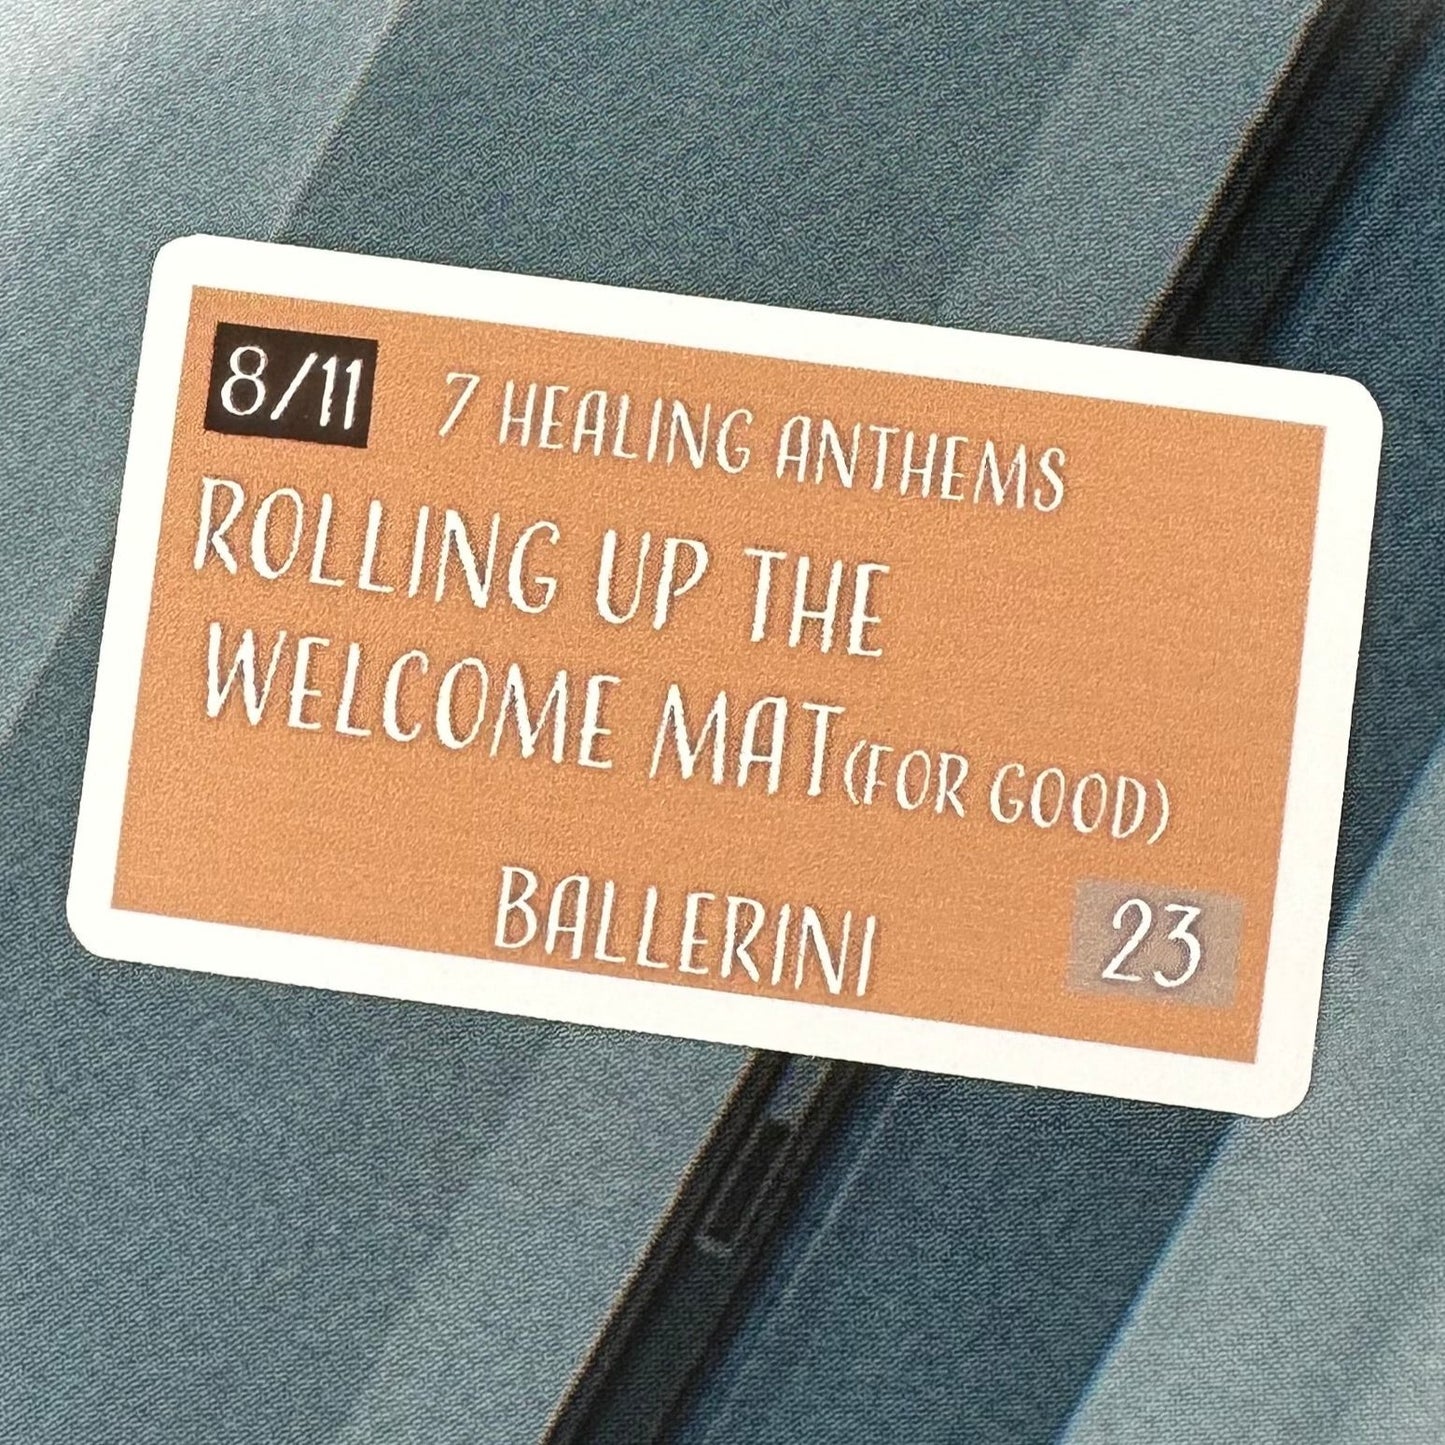 8/11 7 HEALING ANTHEMS
ROLLING UP THE
WELCOME MAT (FOR GOOD)
BALLERINI 23